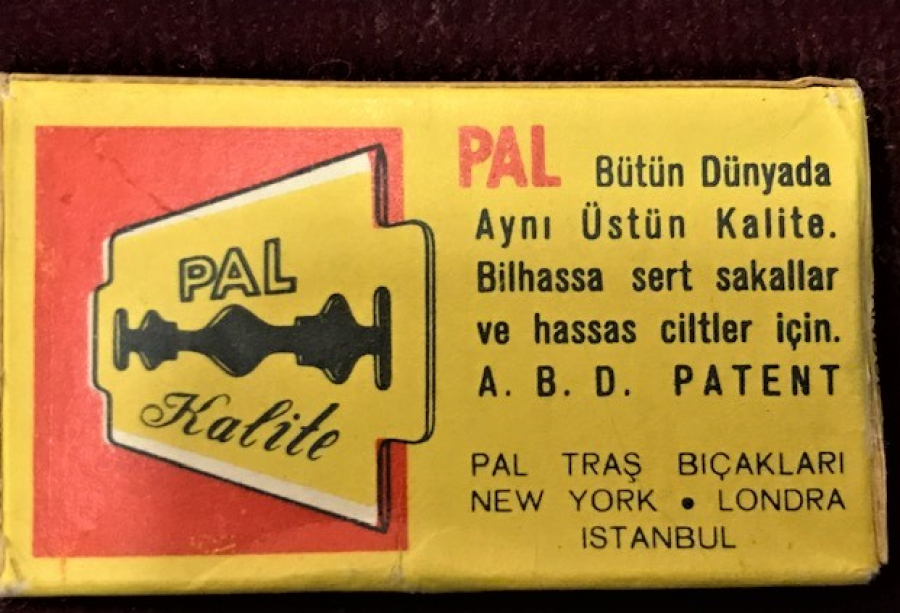 PAL
Kalite
PAL Bütün Dünyada
Aynı Üstün Kalite.
Bilhassa sert sakallar
ve hassas ciltler için.
A. B. D. PATENT
PAL TRAŞ BIÇAKLARI
NEW YORK • LONDRA
ISTANBUL